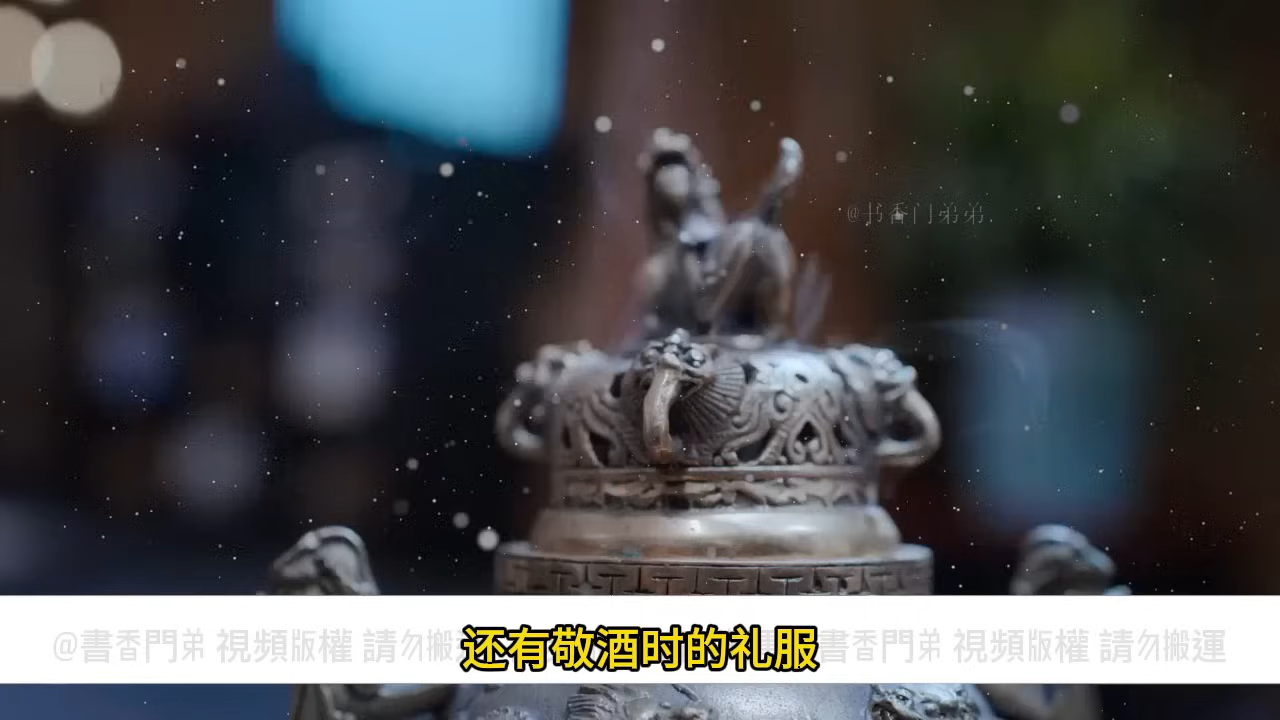 @书香门弟弟
@書香門弟 視頻版權 請勿搬
書香門弟 視頻版權 請勿搬運
还有敬酒时的礼服